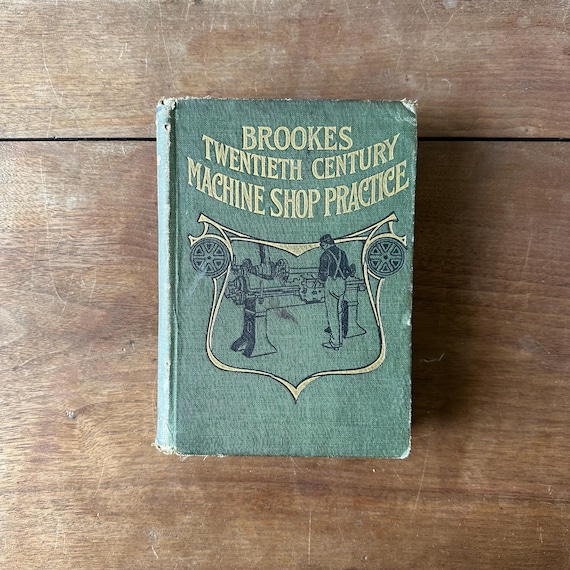 BROOKES
TWENTIETH CENTURY
MACHINE SHOP PRACTICE